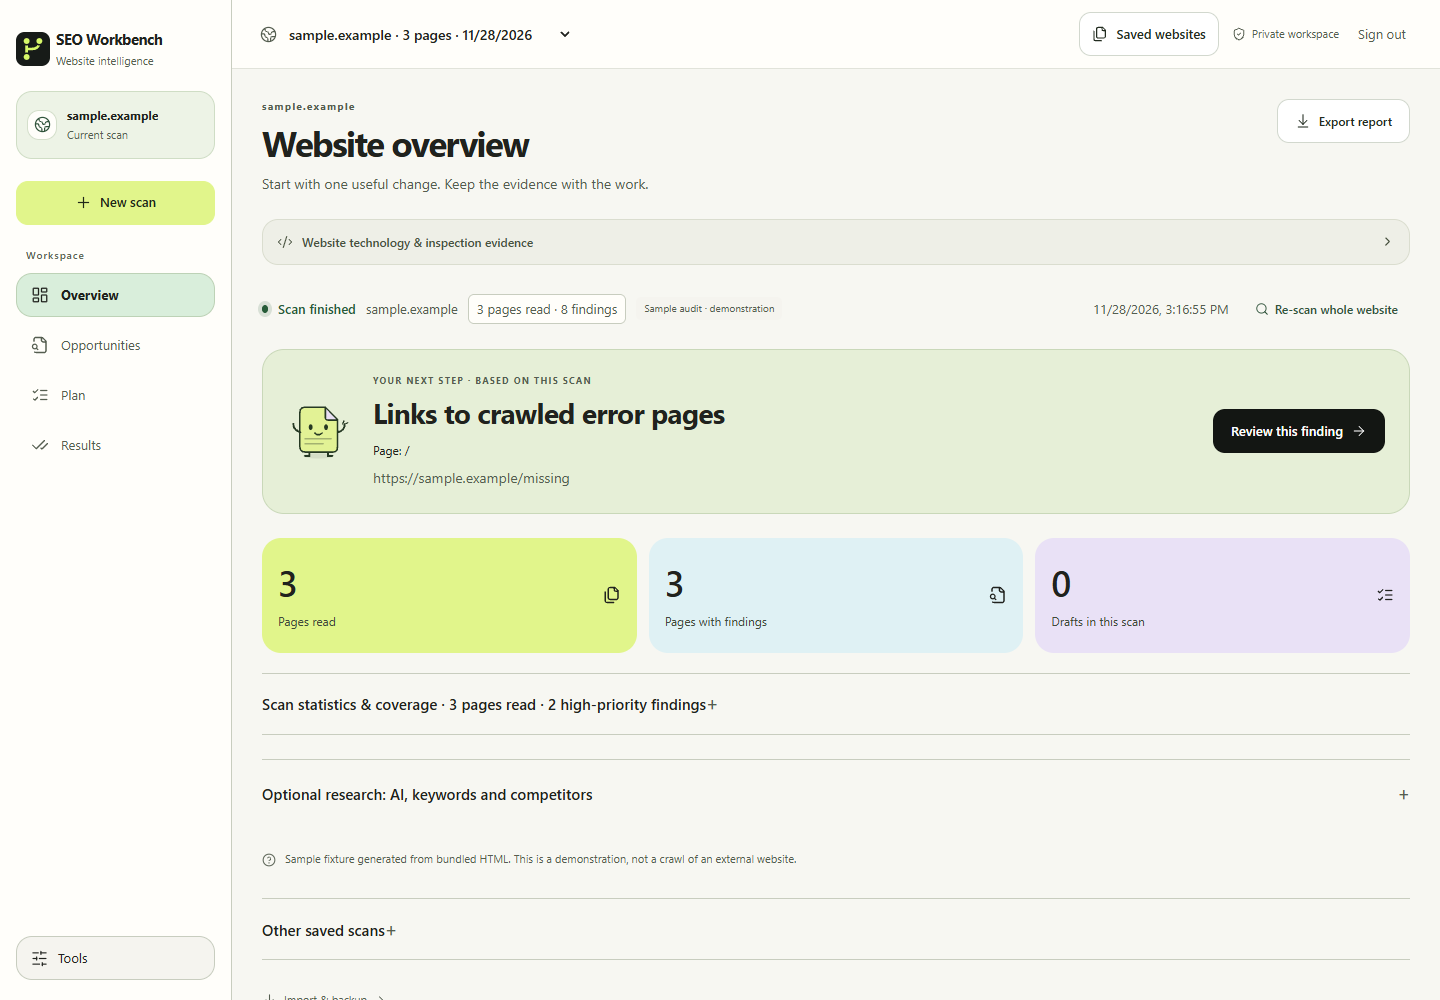 SEO Workbench
Website intelligence
sample.example
Current scan
New scan
Workspace
Overview
Opportunities
Plan
Results
Tools
sample.example · 3 pages · 11/28/2026
Saved websites
Private workspace
Sign out
sample.example
Website overview
Start with one useful change. Keep the evidence with the work.
Export report
Website technology & inspection evidence
Scan finished sample.example 3 pages read · 8 findings Sample audit · demonstration 11/28/2026, 3:16:55 PM Re-scan whole website
YOUR NEXT STEP · BASED ON THIS SCAN
Links to crawled error pages
Page: /
https://sample.example/missing
Review this finding
3
Pages read
3
Pages with findings
0
Drafts in this scan
Scan statistics & coverage · 3 pages read · 2 high-priority findings+
Optional research: AI, keywords and competitors +
Sample fixture generated from bundled HTML. This is a demonstration, not a crawl of an external website.
Other saved scans+
Import & backup